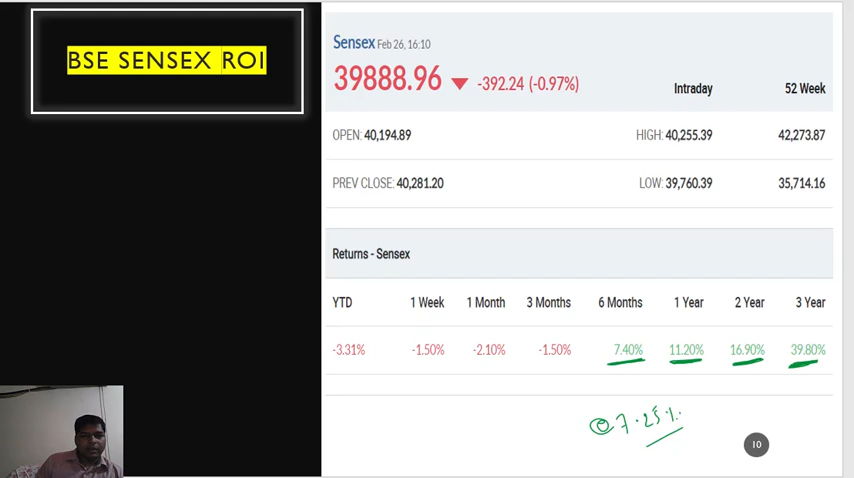 BSE SENSEX ROI
Sensex Feb 26, 16:10
39888.96 ▼ -392.24 (-0.97%)
Intraday 52 Week
OPEN: 40,194.89 HIGH: 40,255.39 42,273.87
PREV CLOSE: 40,281.20 LOW: 39,760.39 35,714.16
Returns - Sensex
YTD 1 Week 1 Month 3 Months 6 Months 1 Year 2 Year 3 Year
-3.31% -1.50% -2.10% -1.50% 7.40% 11.20% 16.90% 39.80%
@ 7.25%
10